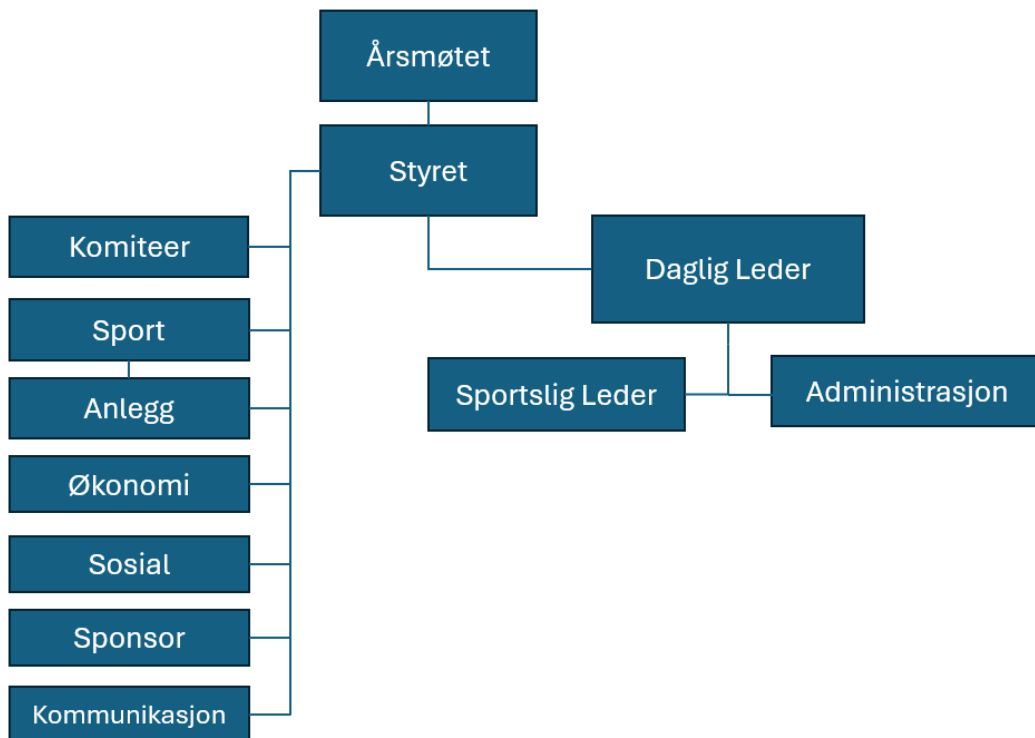 Årsmøtet
Styret
Komiteer
Daglig Leder
Sport
Sportslig Leder
Administrasjon
Anlegg
Økonomi
Sosial
Sponsor
Kommunikasjon